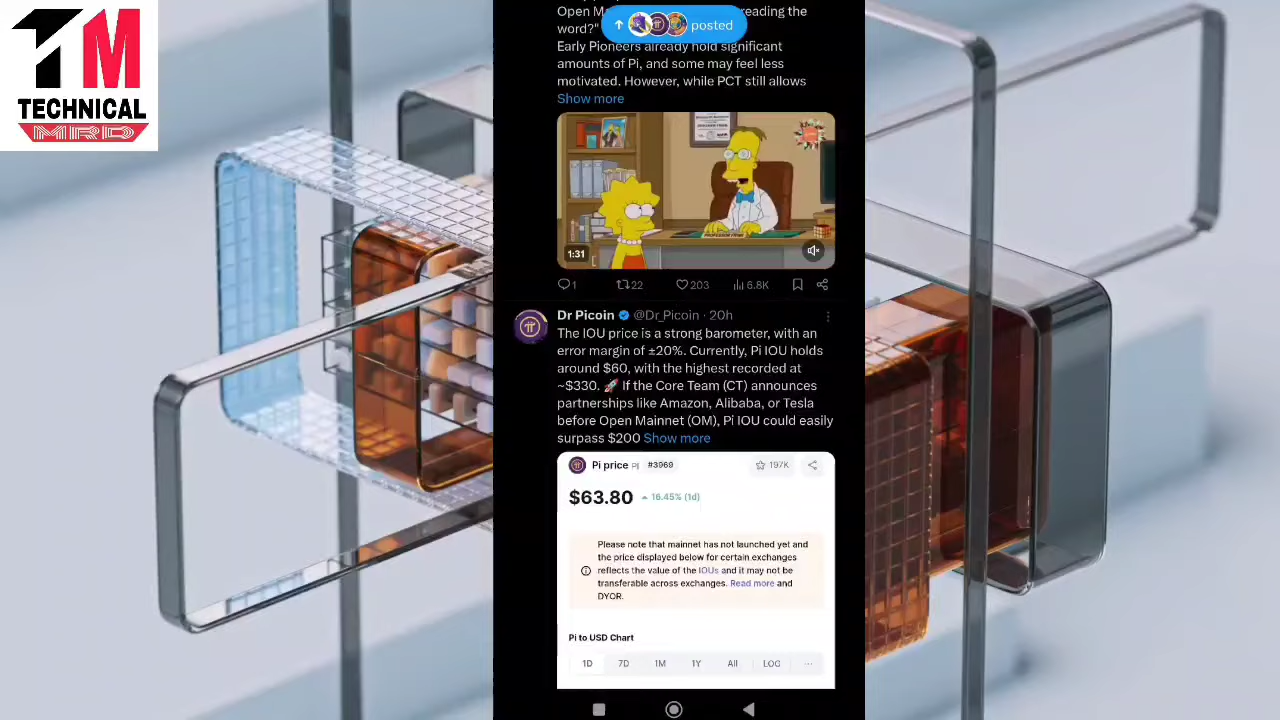 TM
TECHNICAL
MRD
Open M
reading the
posted
word?"
Early Pioneers already hold significant
amounts of Pi, and some may feel less
motivated. However, while PCT still allows
Show more
1:31
1
22
203
6.8K
Dr Picoin @Dr_Picoin · 20h
The IOU price is a strong barometer, with an
error margin of ±20%. Currently, Pi IOU holds
around $60, with the highest recorded at
~$330. 🚀 If the Core Team (CT) announces
partnerships like Amazon, Alibaba, or Tesla
before Open Mainnet (OM), Pi IOU could easily
surpass $200 Show more
Pi price PI #3969
197K
$63.80 16.45% (1d)
Please note that mainnet has not launched yet and
the price displayed below for certain exchanges
reflects the value of the IOUs and it may not be
transferable across exchanges. Read more and
DYOR.
Pi to USD Chart
1D 7D 1M 1Y All LOG ...